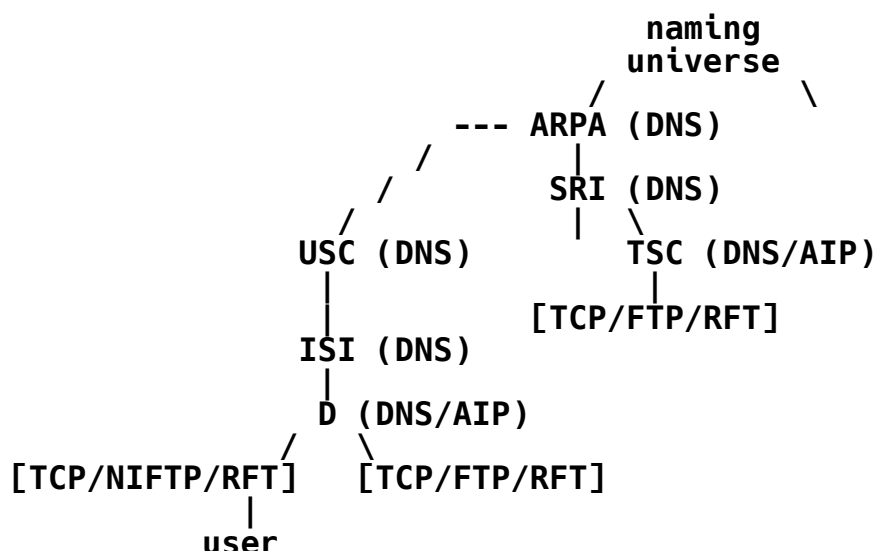 naming
universe
/ \
--- ARPA (DNS)
/ |
/ SRI (DNS)
/ | \
USC (DNS) TSC (DNS/AIP)
| |
| [TCP/FTP/RFT]
ISI (DNS)
|
D (DNS/AIP)
/ \
[TCP/NIFTP/RFT] [TCP/FTP/RFT]
|
user